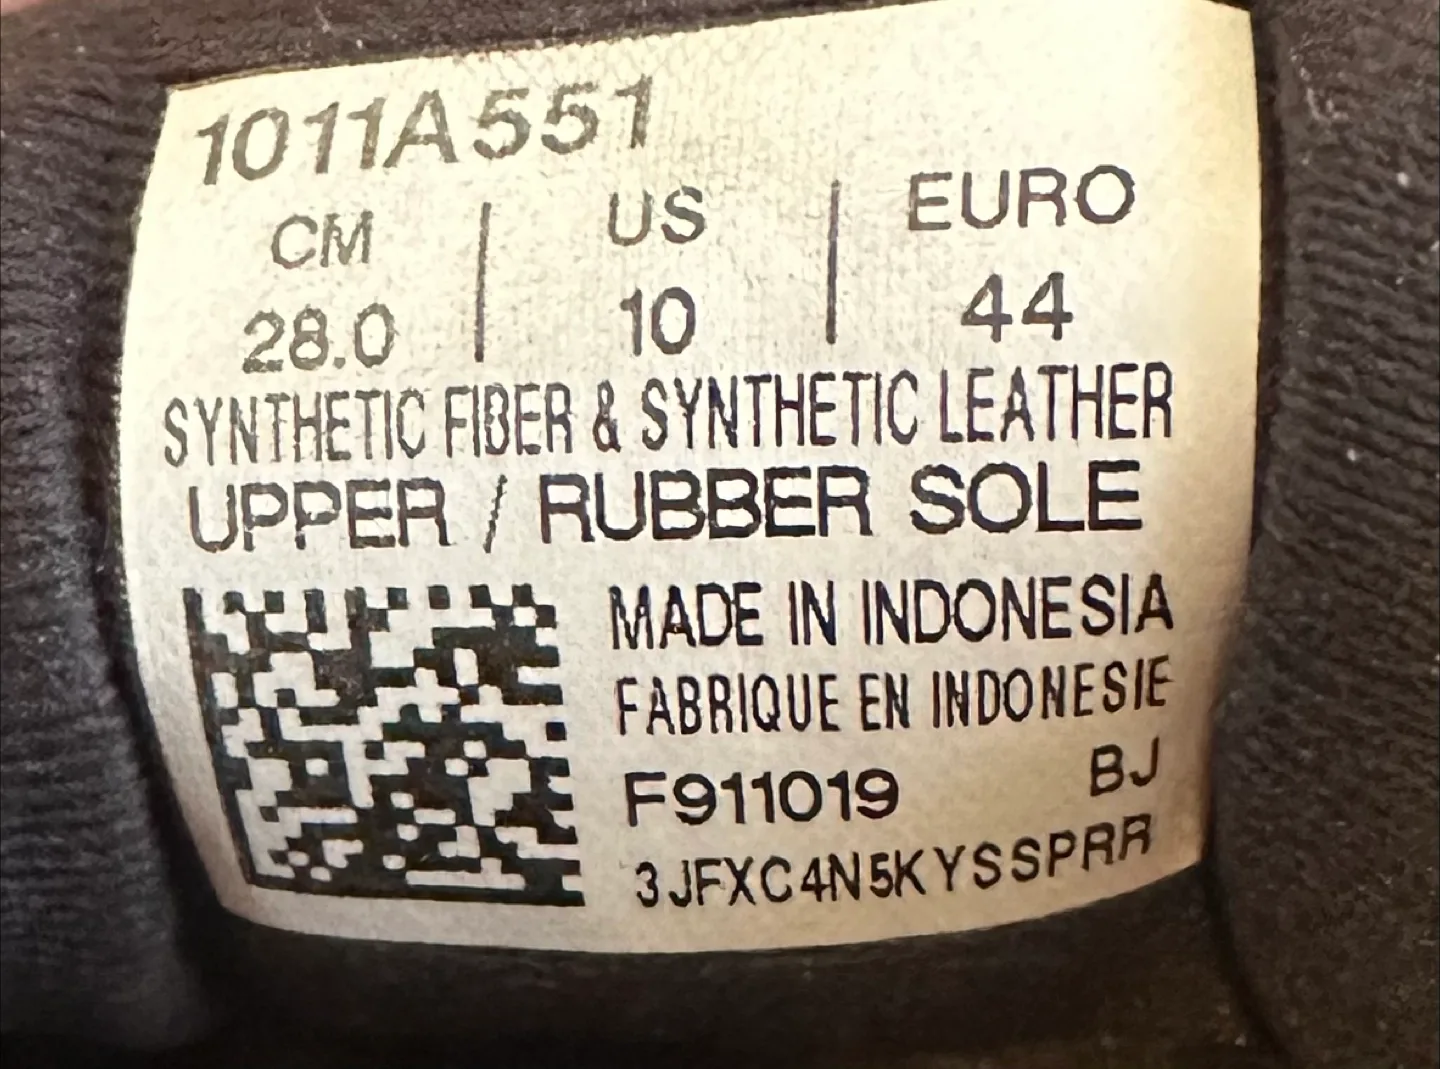 1011A551
CM | US | EURO
28.0 | 10 | 44
SYNTHETIC FIBER & SYNTHETIC LEATHER
UPPER / RUBBER SOLE
MADE IN INDONESIA
FABRIQUE EN INDONESIE
F911019 BJ
3JFXC4N5KYSSPRR